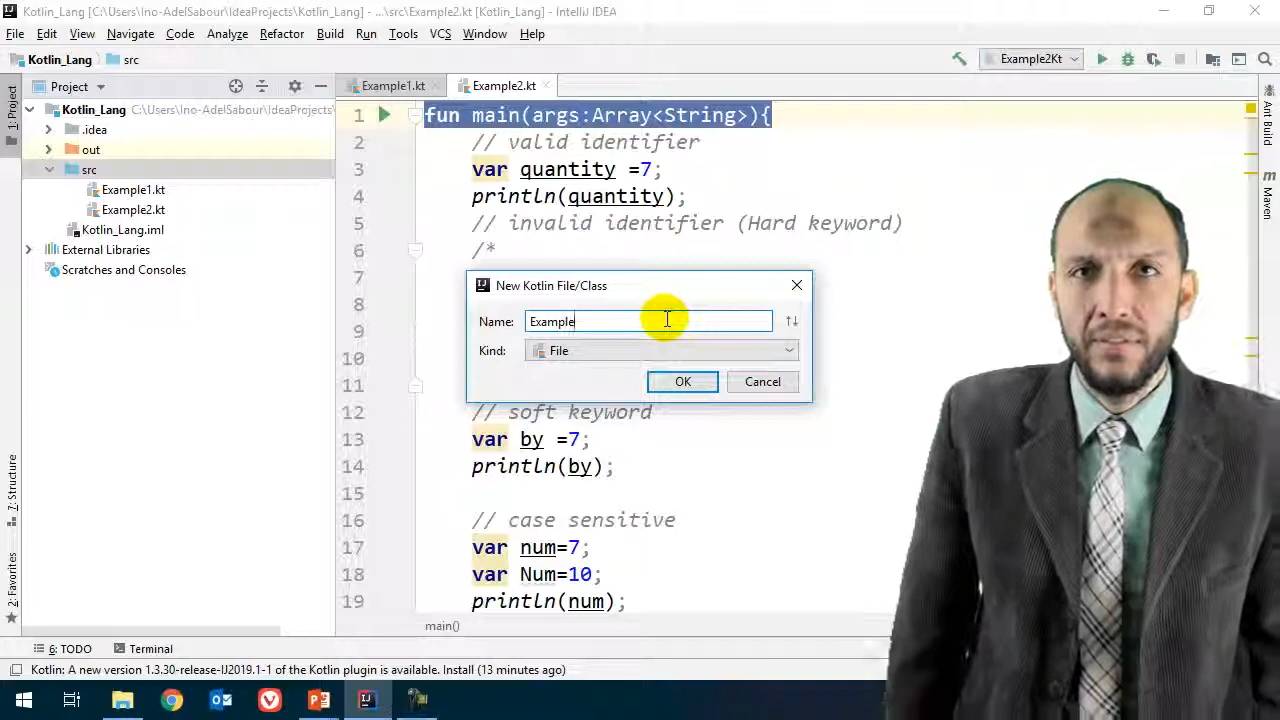 Kotlin_Lang [C:\Users\Ino-AdelSabour\IdeaProjects\Kotlin_Lang] - ...\src\Example2.kt [Kotlin_Lang] - IntelliJ IDEA
File Edit View Navigate Code Analyze Refactor Build Run Tools VCS Window Help
Kotlin_Lang src Example2Kt
Project Example1.kt Example2.kt
1: Project
Kotlin_Lang C:\Users\Ino-AdelSabour\IdeaProjects
.idea
out
src
Example1.kt
Example2.kt
Kotlin_Lang.iml
External Libraries
Scratches and Consoles
1 fun main(args:Array<String>){
2 // valid identifier
3 var quantity =7;
4 println(quantity);
5 // invalid identifier (Hard keyword)
6 /*
7
8
9
10
11
12 // soft keyword
13 var by =7;
14 println(by);
15
16 // case sensitive
17 var num=7;
18 var Num=10;
19 println(num);
main()
New Kotlin File/Class
Name: Example
Kind: File
OK Cancel
Ant Build
m Maven
7: Structure
2: Favorites
6: TODO Terminal
Kotlin: A new version 1.3.30-release-IJ2019.1-1 of the Kotlin plugin is available. Install (13 minutes ago)